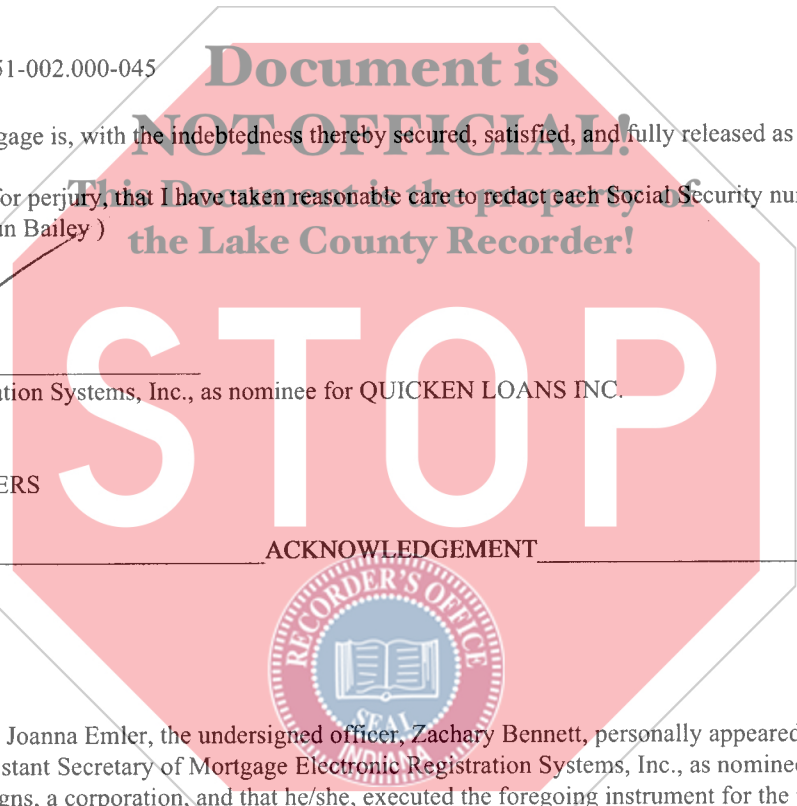 51-002.000-045
Document is
gage is, with the indebtedness thereby secured, satisfied, and fully released as
NOT OFFICIAL!
for perjury, that I have taken reasonable care to redact each Social Security nu
This Document is the property of
un Bailey )
the Lake County Recorder!
STOP
ation Systems, Inc., as nominee for QUICKEN LOANS INC.
ERS
ACKNOWLEDGEMENT
RECORDER'S OFFICE
SEAL
INDIANA
Joanna Emler, the undersigned officer, Zachary Bennett, personally appeared
stant Secretary of Mortgage Electronic Registration Systems, Inc., as nominee
gns, a corporation, and that he/she, executed the foregoing instrument for the